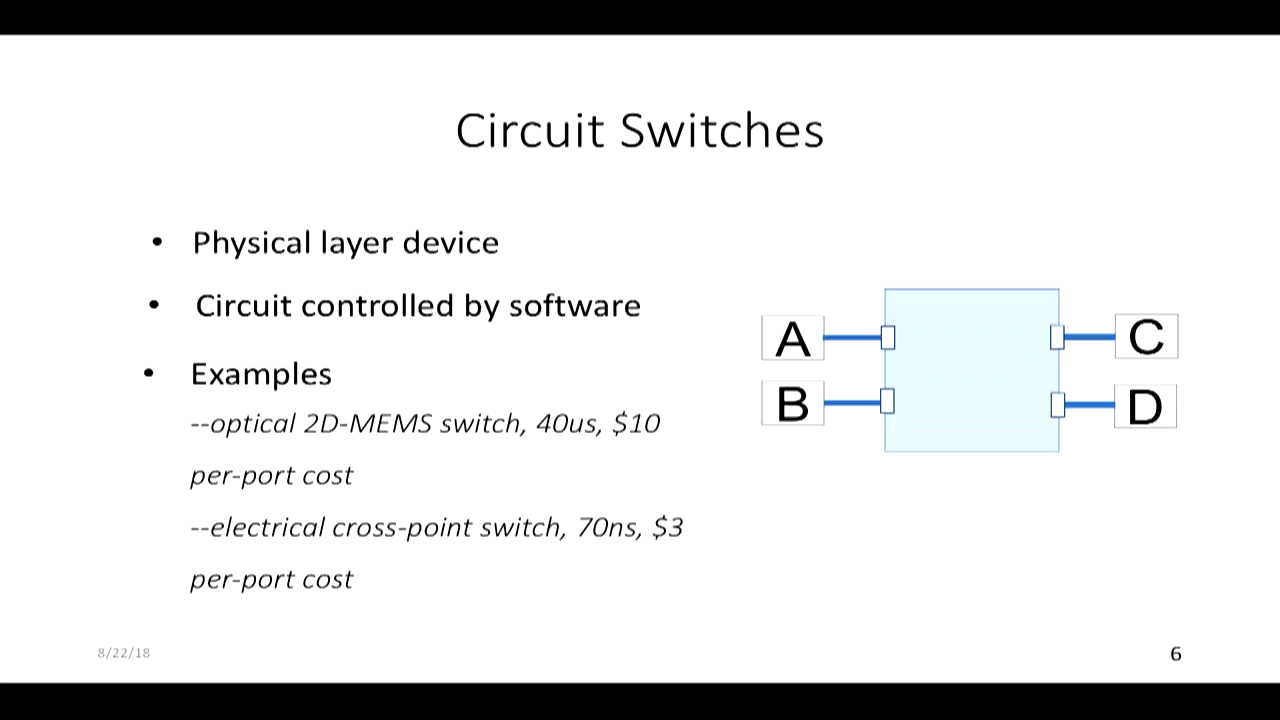 Circuit Switches
• Physical layer device
• Circuit controlled by software
• Examples
--optical 2D-MEMS switch, 40us, $10
per-port cost
--electrical cross-point switch, 70ns, $3
per-port cost
A
B
C
D
8/22/18
6